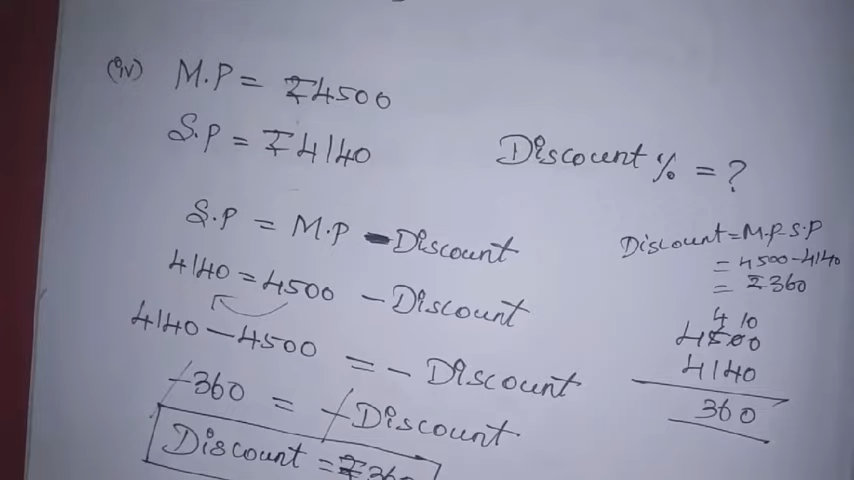 (iv) M.P = ₹4500
S.P = ₹4140
Discount % = ?
S.P = M.P - Discount
4140 = 4500 - Discount
4140 - 4500 = - Discount
-360 = -Discount
Discount = ₹360
Discount = M.P - S.P
= 4500 - 4140
= ₹360
4 10
4500
4140
360